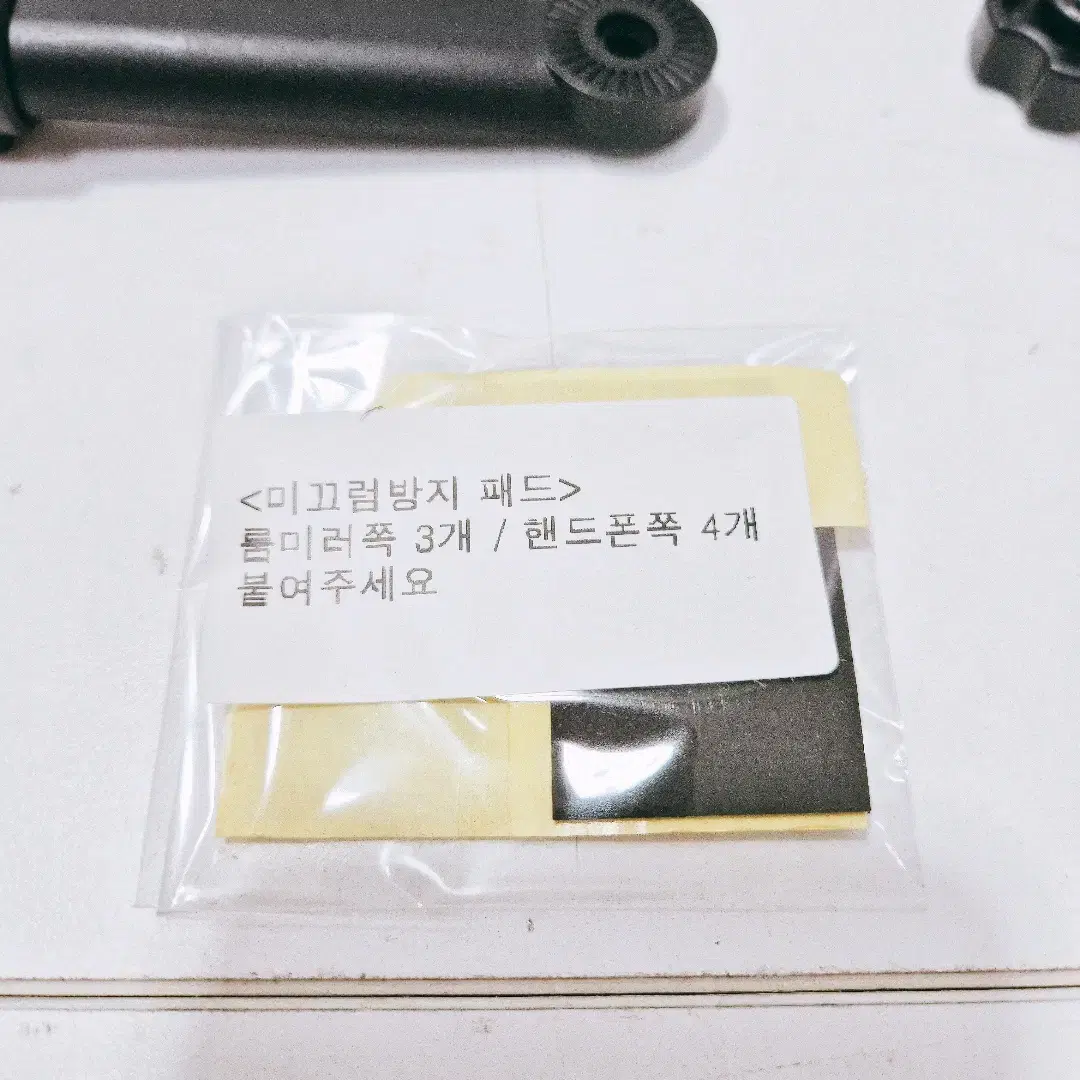 <미끄럼방지 패드>
룸미러쪽 3개 / 핸드폰쪽 4개
붙여주세요